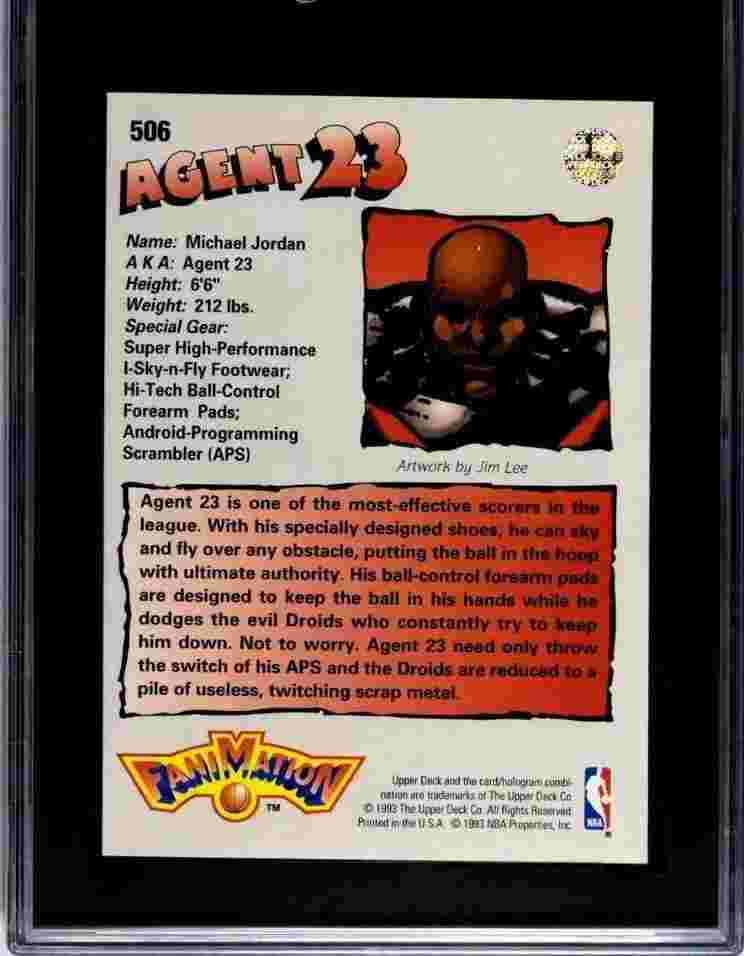 506
AGENT 23
Name: Michael Jordan
A K A: Agent 23
Height: 6'6"
Weight: 212 lbs.
Special Gear:
Super High-Performance
I-Sky-n-Fly Footwear;
Hi-Tech Ball-Control
Forearm Pads;
Android-Programming
Scrambler (APS)
Artwork by Jim Lee
Agent 23 is one of the most-effective scorers in the
league. With his specially designed shoes, he can sky
and fly over any obstacle, putting the ball in the hoop
with ultimate authority. His ball-control forearm pads
are designed to keep the ball in his hands while he
dodges the evil Droids who constantly try to keep
him down. Not to worry. Agent 23 need only throw
the switch of his APS and the Droids are reduced to a
pile of useless, twitching scrap metal.
FANIMATION TM
Upper Deck and the card/hologram combi-
nation are trademarks of The Upper Deck Co
© 1993 The Upper Deck Co. All Rights Reserved
Printed in the U.S.A. © 1993 NBA Properties, Inc
NBA